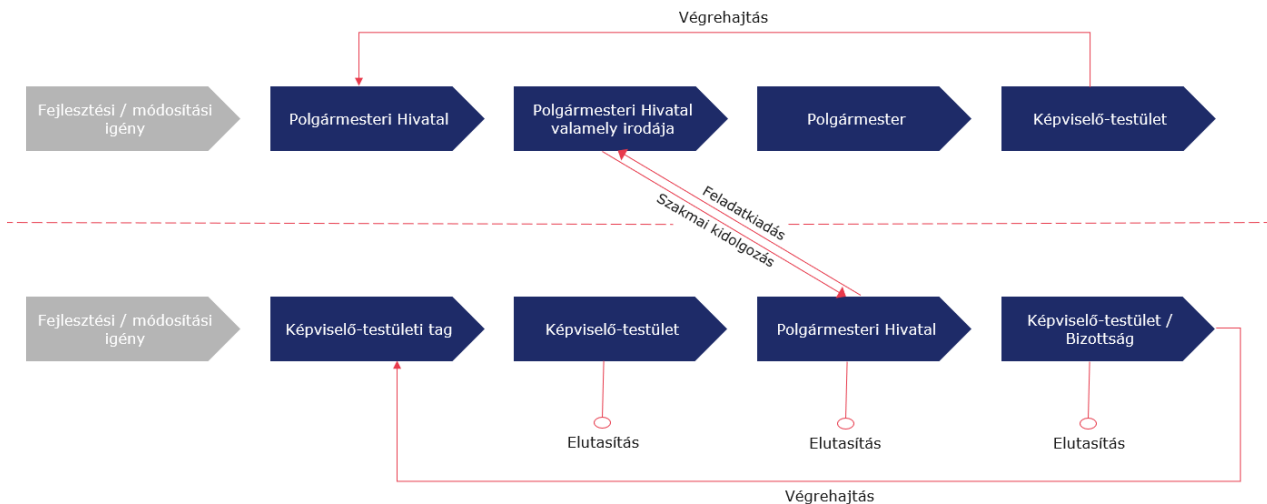 Végrehajtás
Fejlesztési / módosítási
igény
Polgármesteri Hivatal
Polgármesteri Hivatal
valamely irodája
Polgármester
Képviselő-testület
Feladatkiadás
Szakmai kidolgozás
Fejlesztési / módosítási
igény
Képviselő-testületi tag
Képviselő-testület
Polgármesteri Hivatal
Képviselő-testület /
Bizottság
Elutasítás
Elutasítás
Elutasítás
Végrehajtás